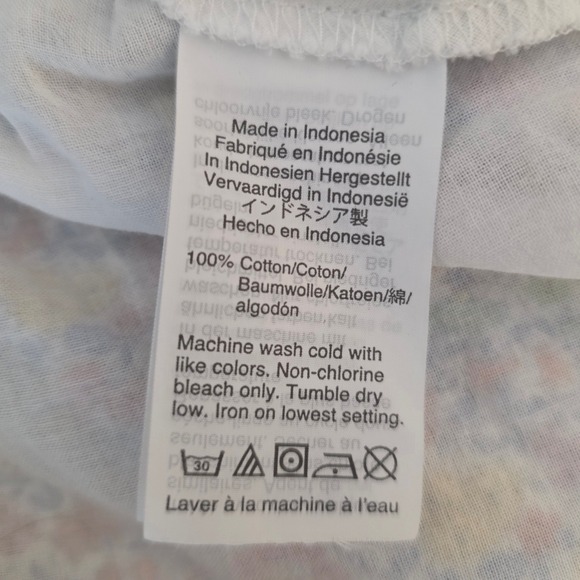 Made in Indonesia
Fabriqué en Indonésie
In Indonesien Hergestellt
Vervaardigd in Indonesië
インドネシア製
Hecho en Indonesia
100% Cotton/Coton/
Baumwolle/Katoen/綿/
algodón
Machine wash cold with
like colors. Non-chlorine
bleach only. Tumble dry
low. Iron on lowest setting.
30
Laver à la machine à l'eau